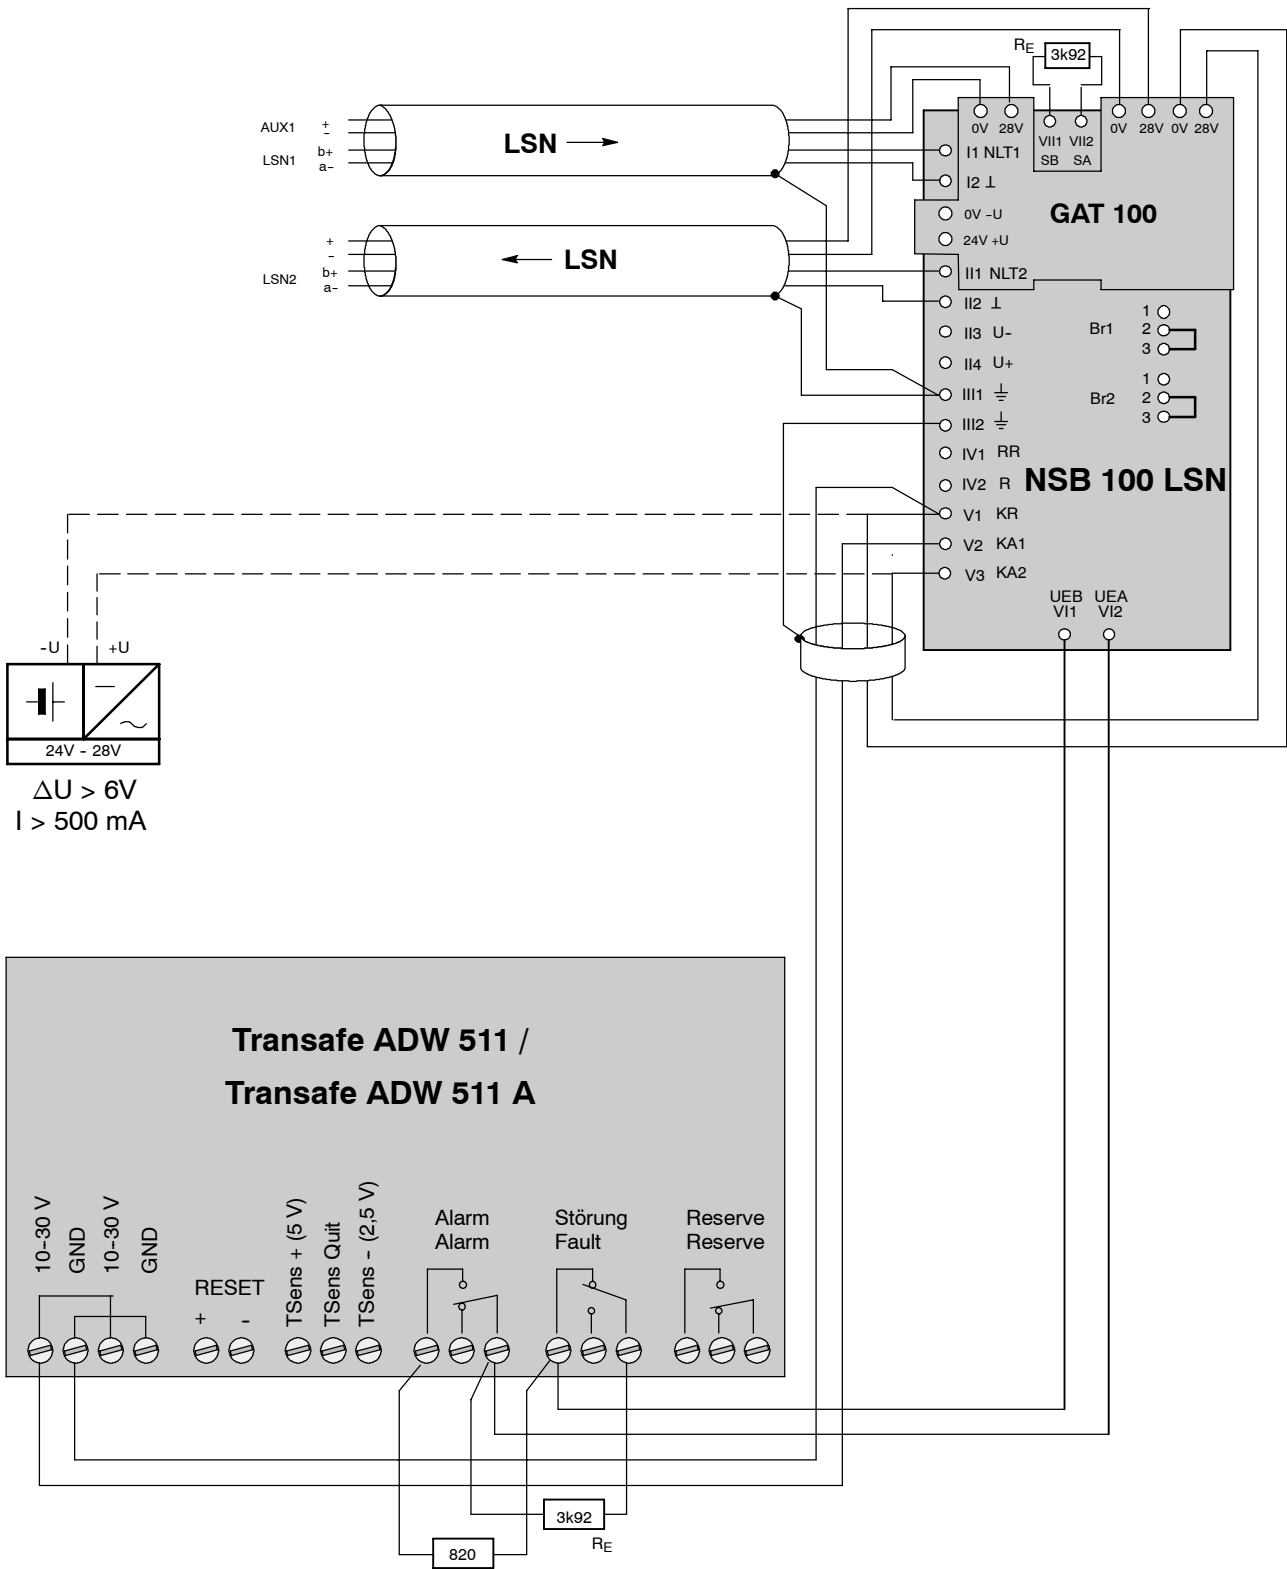 RE
3k92
AUX1
+
-
LSN1
b+
a-
LSN →
0V 28V
VII1 VII2
SB SA
0V 28V 0V 28V
I1 NLT1
I2 ⊥
0V -U
24V +U
GAT 100
LSN2
+
-
b+
a-
← LSN
II1 NLT2
II2 ⊥
II3 U-
II4 U+
III1 ⏚
III2 ⏚
IV1 RR
IV2 R
V1 KR
V2 KA1
V3 KA2
Br1
1
2
3
Br2
1
2
3
NSB 100 LSN
UEB UEA
VI1 VI2
-U +U
24V - 28V
ΔU > 6V
I > 500 mA
Transafe ADW 511 /
Transafe ADW 511 A
10-30 V
GND
10-30 V
GND
RESET
+ -
TSens + (5 V)
TSens Quit
TSens - (2,5 V)
Alarm
Alarm
Störung
Fault
Reserve
Reserve
3k92
RE
820